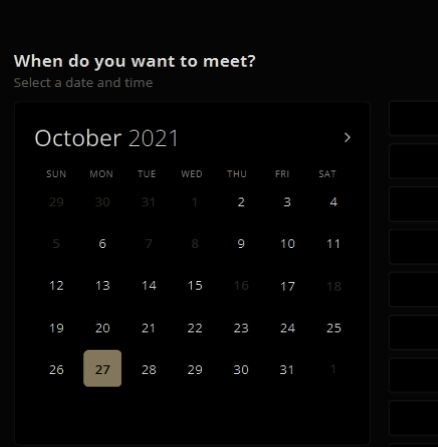 When do you want to meet?
Select a date and time
October 2021
SUN MON TUE WED THU FRI SAT
29 30 31 1 2 3 4
5 6 7 8 9 10 11
12 13 14 15 16 17 18
19 20 21 22 23 24 25
26 27 28 29 30 31 1